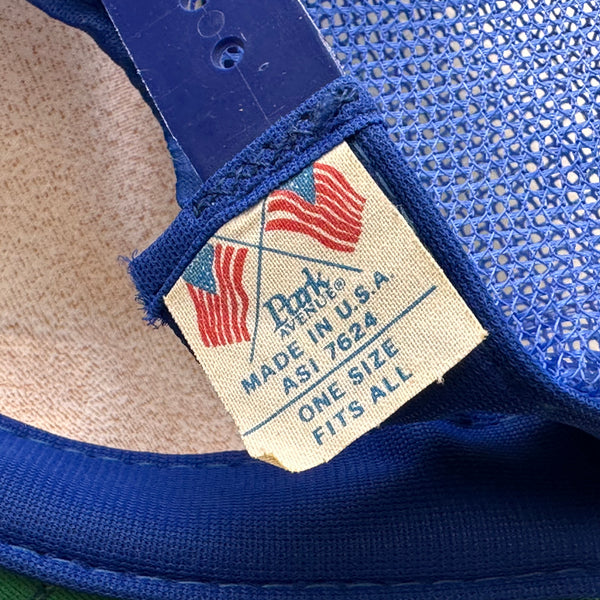 Park
AVENUE®
MADE IN U.S.A.
ASI 7624
ONE SIZE
FITS ALL